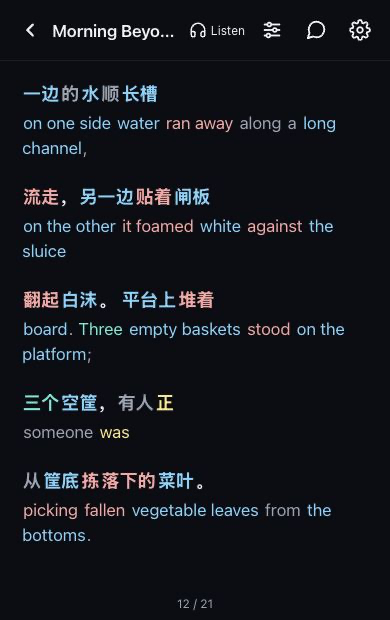 Morning Beyo... Listen
一边的水顺长槽
on one side water ran away along a long
channel,
流走，另一边贴着闸板
on the other it foamed white against the
sluice
翻起白沫。平台上堆着
board. Three empty baskets stood on the
platform;
三个空筐，有人正
someone was
从筐底拣落下的菜叶。
picking fallen vegetable leaves from the
bottoms.
12 / 21